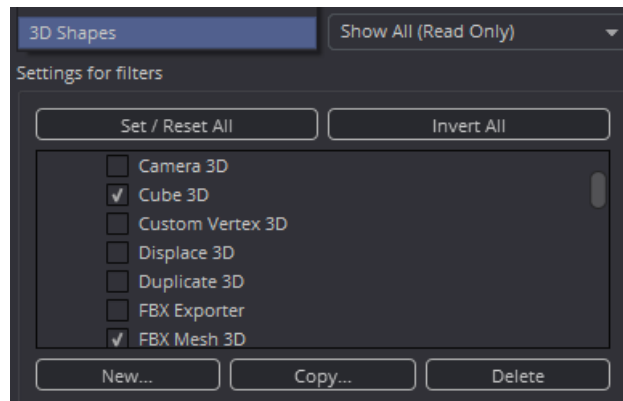 3D Shapes Show All (Read Only)
Settings for filters
Set / Reset All Invert All
Camera 3D
Cube 3D
Custom Vertex 3D
Displace 3D
Duplicate 3D
FBX Exporter
FBX Mesh 3D
New... Copy... Delete